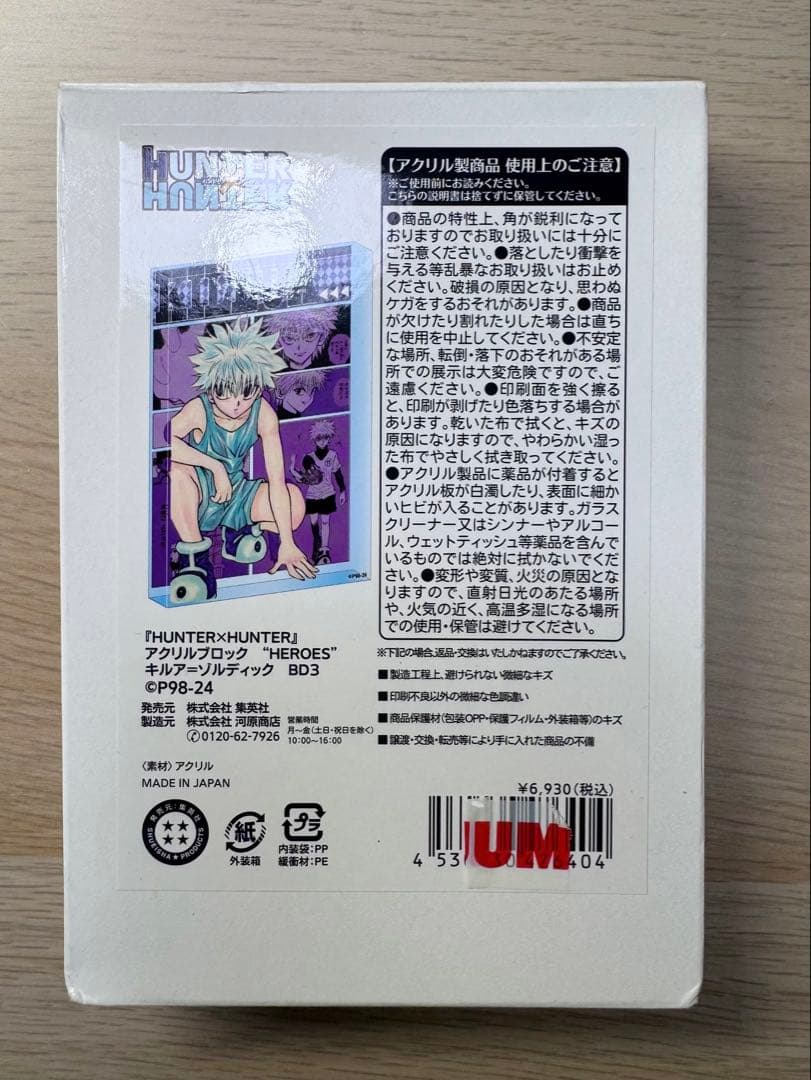 HUNTER
HUNTER
©P98-24
『HUNTER×HUNTER』
アクリルブロック “HEROES”
キルア=ゾルディック BD3
©P98-24
発売元 株式会社 集英社
製造元 株式会社 河原商店
0120-62-7926
営業時間
月〜金(土日・祝日を除く)
10:00〜16:00
〈素材〉アクリル
MADE IN JAPAN
発売元:集英社
SHUEISHA★PRODUCTS
紙
外装箱
プラ
内装袋:PP
緩衝材:PE
【アクリル製商品 使用上のご注意】
※ご使用前にお読みください。
こちらの説明書は捨てずに保管してください。
●商品の特性上、角が鋭利になって
おりますのでお取り扱いには十分に
ご注意ください。●落としたり衝撃を
与える等乱暴なお取り扱いはお止め
ください。破損の原因となり、思わぬ
ケガをするおそれがあります。●商品
が欠けたり割れたりした場合は直ち
に使用を中止してください。●不安定
な場所、転倒・落下のおそれがある場
所での展示は大変危険ですので、ご
遠慮ください。●印刷面を強く擦る
と、印刷が剥げたり色落ちする場合が
あります。乾いた布で拭くと、キズの
原因になりますので、やわらかい湿っ
た布でやさしく拭き取ってください。
●アクリル製品に薬品が付着すると
アクリル板が白濁したり、表面に細か
いヒビが入ることがあります。ガラス
クリーナー又はシンナーやアルコー
ル、ウェットティッシュ等薬品を含んで
いるものでは絶対に拭かないでくだ
さい。●変形や変質、火災の原因とな
りますので、直射日光のあたる場所
や、火気の近く、高温多湿になる場所
での使用・保管は避けてください。
※下記の場合、返品・交換はいたしかねますのでご了承ください。
■製造工程上、避けられない微細なキズ
■印刷不良以外の微細な色調違い
■商品保護材(包装OPP・保護フィルム・外装箱等)のキズ
■譲渡・交換・転売等により手に入れた商品の不備
¥6,930(税込)
UM